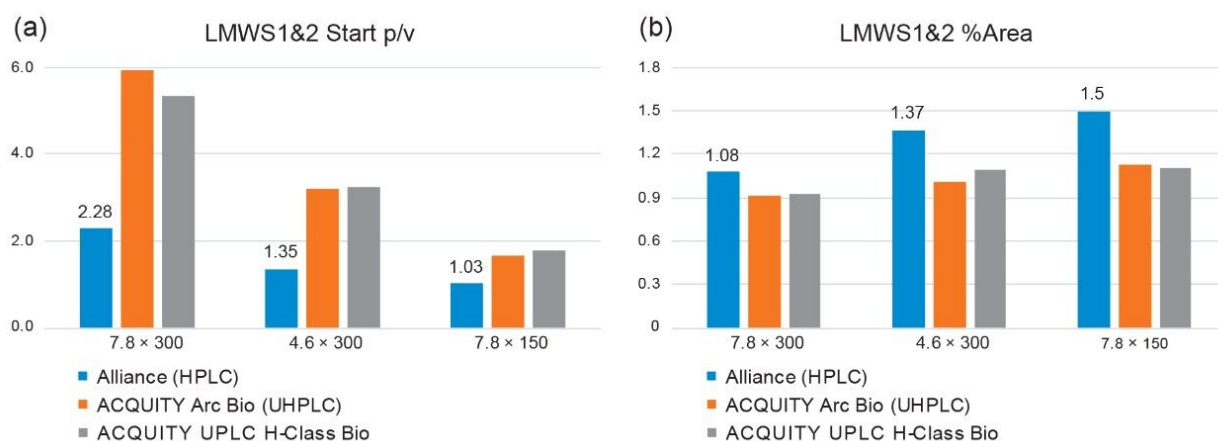 (a)
LMWS1&2 Start p/v
6.0
4.0
2.0
0.0
2.28
1.35
1.03
7.8 × 300
4.6 × 300
7.8 × 150
Alliance (HPLC)
ACQUITY Arc Bio (UHPLC)
ACQUITY UPLC H-Class Bio
(b)
LMWS1&2 %Area
1.8
1.5
1.2
0.9
0.6
0.3
0
1.08
1.37
1.5
7.8 × 300
4.6 × 300
7.8 × 150
Alliance (HPLC)
ACQUITY Arc Bio (UHPLC)
ACQUITY UPLC H-Class Bio